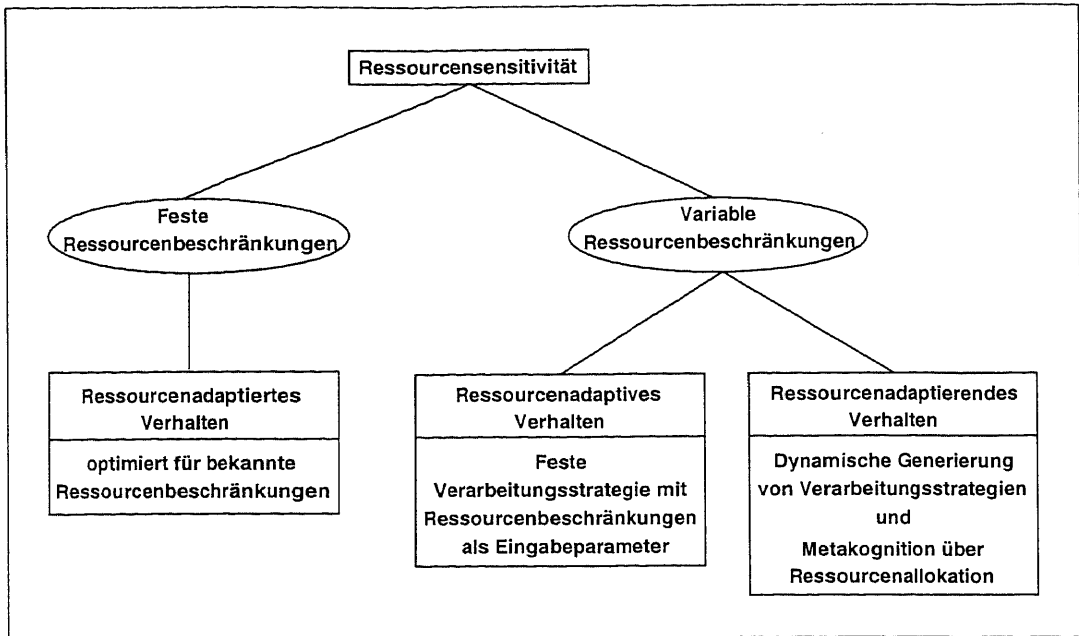 Ressourcensensitivität
Feste
Ressourcenbeschränkungen
Variable
Ressourcenbeschränkungen
Ressourcenadaptiertes
Verhalten
optimiert für bekannte
Ressourcenbeschränkungen
Ressourcenadaptives
Verhalten
Feste
Verarbeitungsstrategie mit
Ressourcenbeschränkungen
als Eingabeparameter
Ressourcenadaptierendes
Verhalten
Dynamische Generierung
von Verarbeitungsstrategien
und
Metakognition über
Ressourcenallokation